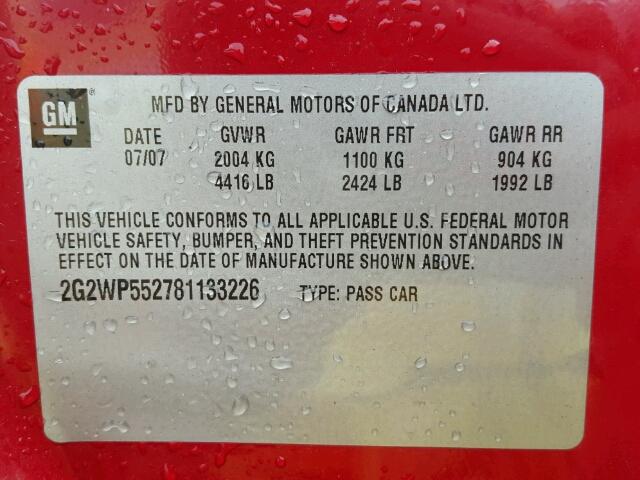 GM ®
MFD BY GENERAL MOTORS OF CANADA LTD.
DATE GVWR GAWR FRT GAWR RR
07/07 2004 KG 1100 KG 904 KG
4416 LB 2424 LB 1992 LB
THIS VEHICLE CONFORMS TO ALL APPLICABLE U.S. FEDERAL MOTOR
VEHICLE SAFETY, BUMPER, AND THEFT PREVENTION STANDARDS IN
EFFECT ON THE DATE OF MANUFACTURE SHOWN ABOVE.
2G2WP552781133226 TYPE: PASS CAR